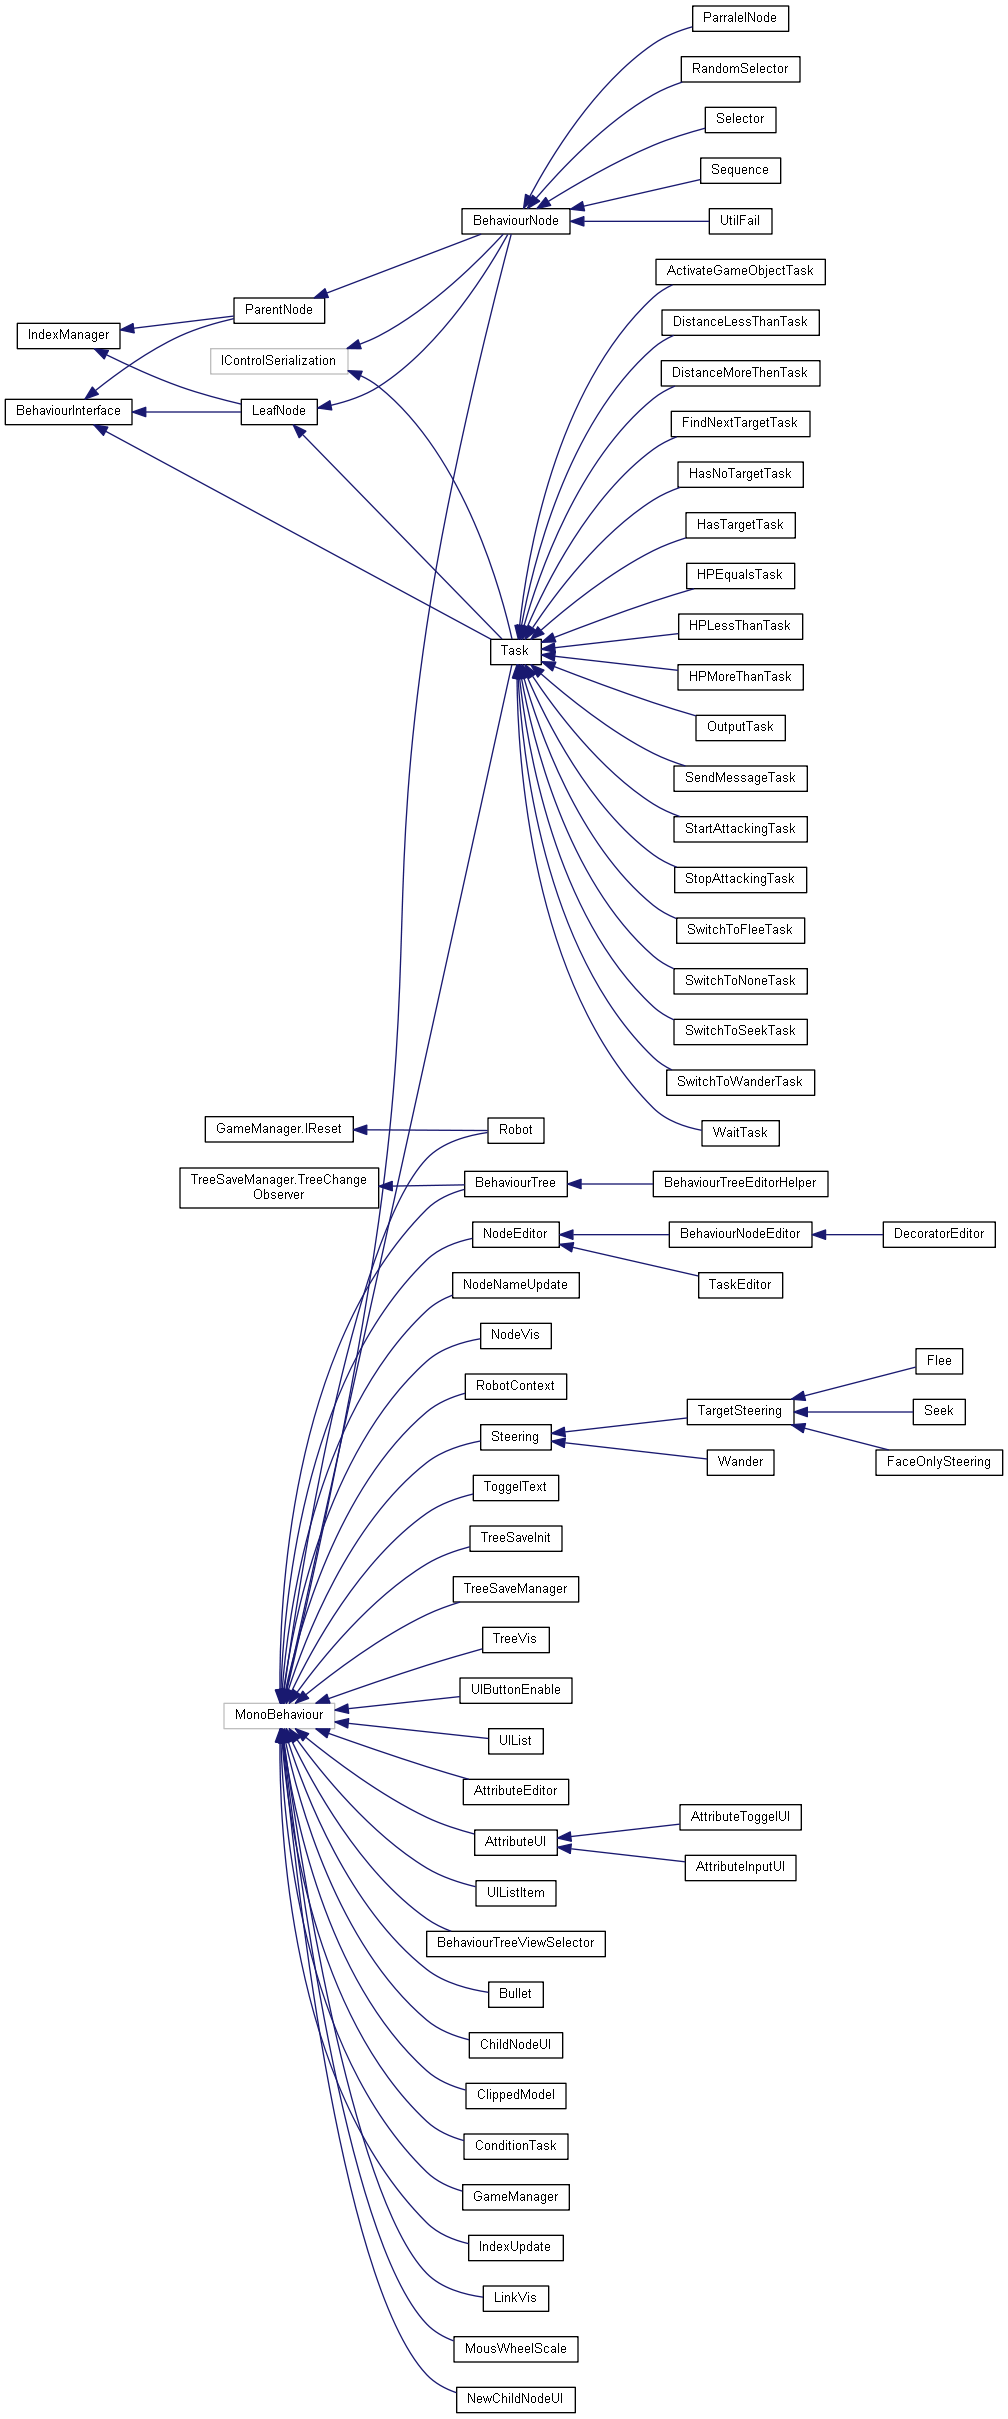 ParralelNode
RandomSelector
Selector
Sequence
BehaviourNode
UtilFail
ActivateGameObjectTask
ParentNode
DistanceLessThanTask
IndexManager
IControlSerialization
DistanceMoreThenTask
BehaviourInterface
LeafNode
FindNextTargetTask
HasNoTargetTask
HasTargetTask
HPEqualsTask
HPLessThanTask
Task
HPMoreThanTask
OutputTask
SendMessageTask
StartAttackingTask
StopAttackingTask
SwitchToFleeTask
SwitchToNoneTask
SwitchToSeekTask
SwitchToWanderTask
GameManager.IReset
Robot
WaitTask
TreeSaveManager.TreeChange
Observer
BehaviourTree
BehaviourTreeEditorHelper
NodeEditor
BehaviourNodeEditor
DecoratorEditor
NodeNameUpdate
TaskEditor
NodeVis
Flee
RobotContext
TargetSteering
Seek
Steering
Wander
FaceOnlySteering
ToggelText
TreeSaveInit
TreeSaveManager
TreeVis
UIButtonEnable
MonoBehaviour
UIList
AttributeEditor
AttributeToggelUI
AttributeUI
AttributeInputUI
UIListItem
BehaviourTreeViewSelector
Bullet
ChildNodeUI
ClippedModel
ConditionTask
GameManager
IndexUpdate
LinkVis
MousWheelScale
NewChildNodeUI